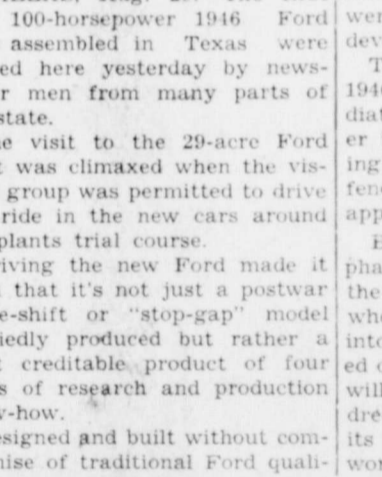 100-horsepower 1946 Ford
assembled in Texas were
ed here yesterday by news-
r men from many parts of
state.
e visit to the 29-acre Ford
t was climaxed when the vis-
group was permitted to drive
ride in the new cars around
plants trial course.
iving the new Ford made it
that it's not just a postwar
e-shift or "stop-gap" model
iedly produced but rather a
t creditable product of four
s of research and production
w-how.
esigned and built without com-
mise of traditional Ford quali-
wer
dev
T
1946
diat
er
ing
fen
app
E
pha
the
who
into
ed
will
dre
its
wor